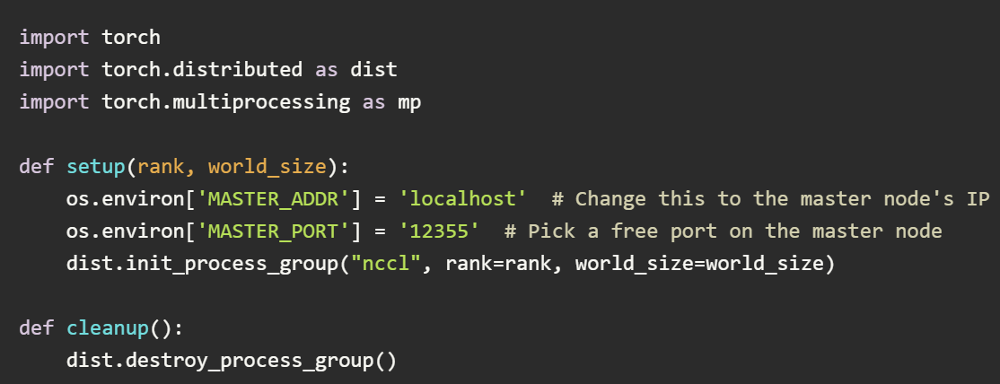 import torch
import torch.distributed as dist
import torch.multiprocessing as mp
def setup(rank, world_size):
    os.environ['MASTER_ADDR'] = 'localhost'  # Change this to the master node's IP
    os.environ['MASTER_PORT'] = '12355'  # Pick a free port on the master node
    dist.init_process_group("nccl", rank=rank, world_size=world_size)
def cleanup():
    dist.destroy_process_group()